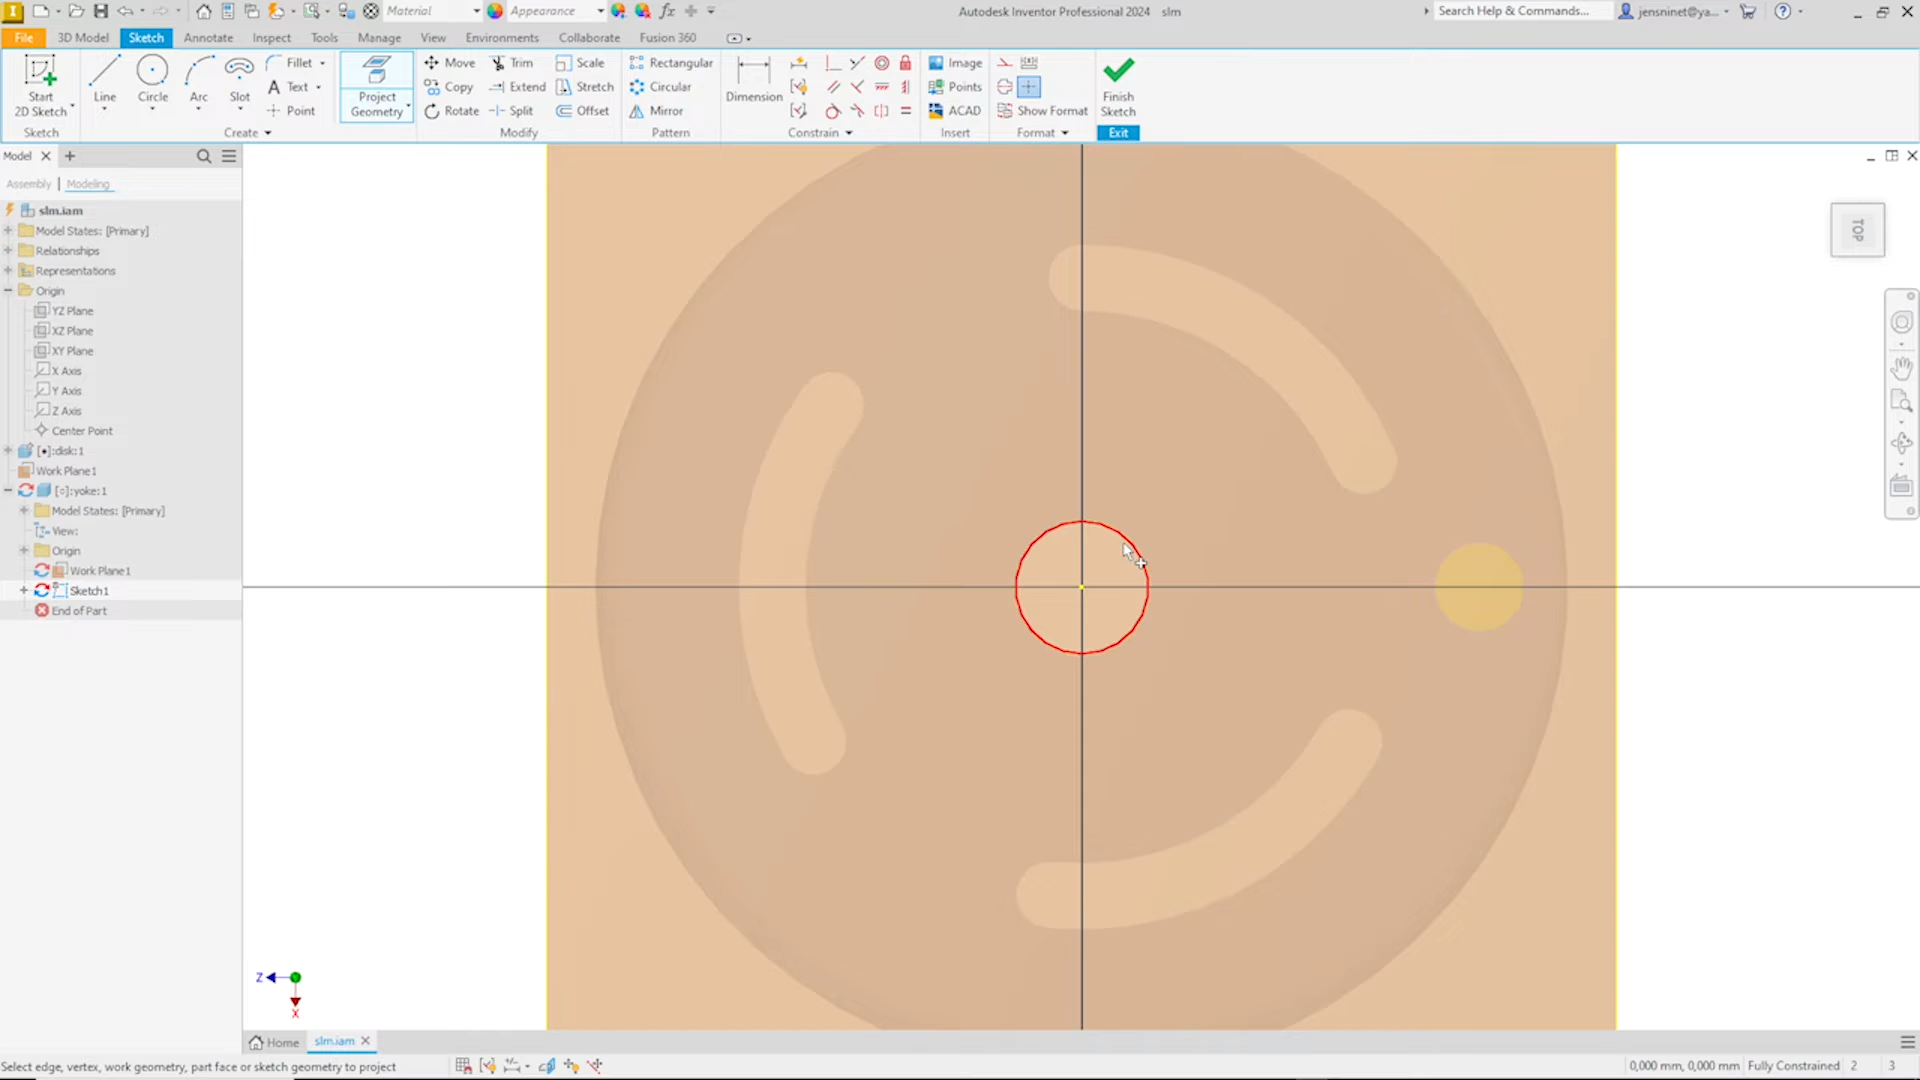 Material
Appearance
fx
Autodesk Inventor Professional 2024 slm
Search Help & Commands...
jensninet@ya...
File
3D Model
Sketch
Annotate
Inspect
Tools
Manage
View
Environments
Collaborate
Fusion 360
Start
2D Sketch
Line
Circle
Arc
Slot
Fillet
Text
Point
Project
Geometry
Move
Copy
Rotate
Trim
Extend
Split
Scale
Stretch
Offset
Rectangular
Circular
Mirror
Dimension
Image
Points
ACAD
Show Format
Finish
Sketch
Sketch
Create
Modify
Pattern
Constrain
Insert
Format
Exit
Model
Assembly | Modeling
slm.iam
Model States: [Primary]
Relationships
Representations
Origin
YZ Plane
XZ Plane
XY Plane
X Axis
Y Axis
Z Axis
Center Point
[•]:disk:1
Work Plane1
[○]:yoke:1
Model States: [Primary]
View:
Origin
Work Plane1
Sketch1
End of Part
TOP
Z
X
Home
slm.iam
Select edge, vertex, work geometry, part face or sketch geometry to project
0,000 mm, 0,000 mm
Fully Constrained
2
3